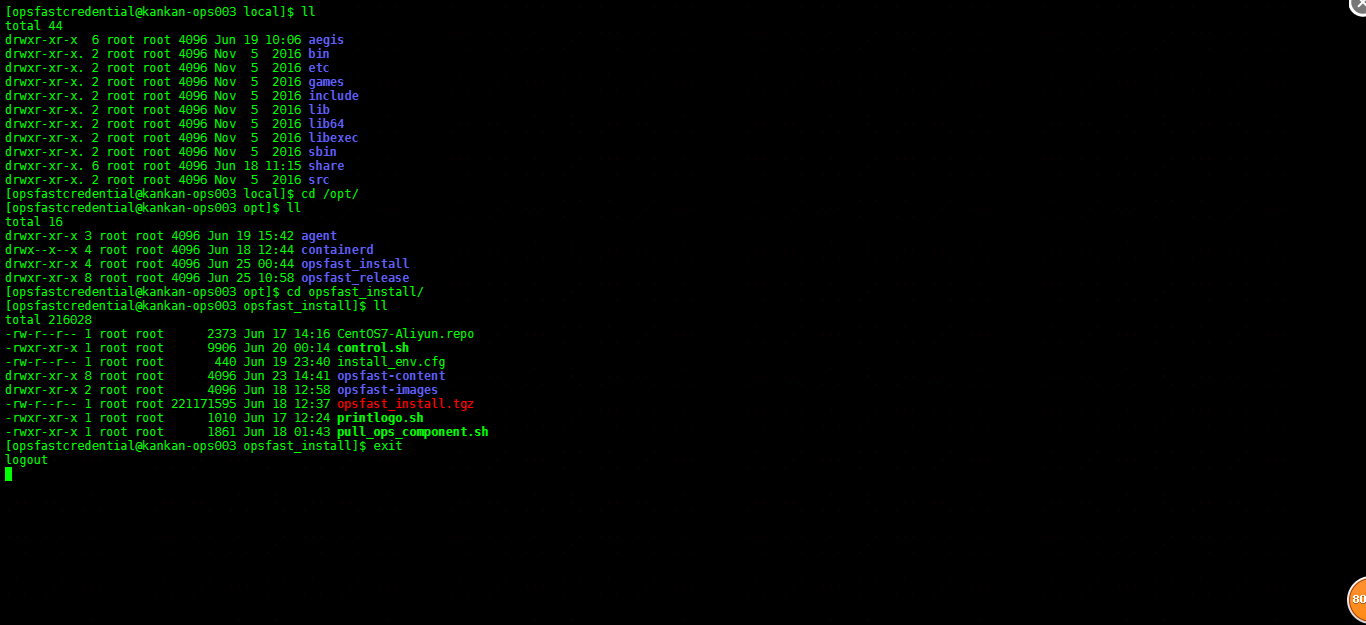 [opsfastcredential@kankan-ops003 local]$ ll
total 44
drwxr-xr-x  6 root root 4096 Jun 19 10:06 aegis
drwxr-xr-x. 2 root root 4096 Nov  5  2016 bin
drwxr-xr-x. 2 root root 4096 Nov  5  2016 etc
drwxr-xr-x. 2 root root 4096 Nov  5  2016 games
drwxr-xr-x. 2 root root 4096 Nov  5  2016 include
drwxr-xr-x. 2 root root 4096 Nov  5  2016 lib
drwxr-xr-x. 2 root root 4096 Nov  5  2016 lib64
drwxr-xr-x. 2 root root 4096 Nov  5  2016 libexec
drwxr-xr-x. 2 root root 4096 Nov  5  2016 sbin
drwxr-xr-x. 6 root root 4096 Jun 18 11:15 share
drwxr-xr-x. 2 root root 4096 Nov  5  2016 src
[opsfastcredential@kankan-ops003 local]$ cd /opt/
[opsfastcredential@kankan-ops003 opt]$ ll
total 16
drwxr-xr-x 3 root root 4096 Jun 19 15:42 agent
drwx--x--x 4 root root 4096 Jun 18 12:44 containerd
drwxr-xr-x 4 root root 4096 Jun 25 00:44 opsfast_install
drwxr-xr-x 8 root root 4096 Jun 25 10:58 opsfast_release
[opsfastcredential@kankan-ops003 opt]$ cd opsfast_install/
[opsfastcredential@kankan-ops003 opsfast_install]$ ll
total 216028
-rw-r--r-- 1 root root      2373 Jun 17 14:16 CentOS7-Aliyun.repo
-rwxr-xr-x 1 root root      9906 Jun 20 00:14 control.sh
-rw-r--r-- 1 root root       440 Jun 19 23:40 install_env.cfg
drwxr-xr-x 8 root root      4096 Jun 23 14:41 opsfast-content
drwxr-xr-x 2 root root      4096 Jun 18 12:58 opsfast-images
-rw-r--r-- 1 root root 221171595 Jun 18 12:37 opsfast_install.tgz
-rwxr-xr-x 1 root root      1010 Jun 17 12:24 printlogo.sh
-rwxr-xr-x 1 root root      1861 Jun 18 01:43 pull_ops_component.sh
[opsfastcredential@kankan-ops003 opsfast_install]$ exit
logout
80